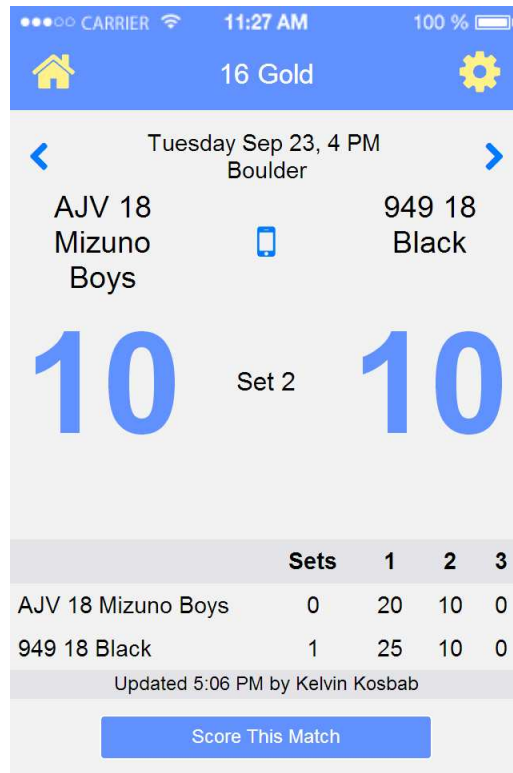 CARRIER 11:27 AM 100 %
16 Gold
Tuesday Sep 23, 4 PM
Boulder
AJV 18
Mizuno
Boys
949 18
Black
10 Set 2 10
Sets 1 2 3
AJV 18 Mizuno Boys 0 20 10 0
949 18 Black 1 25 10 0
Updated 5:06 PM by Kelvin Kosbab
Score This Match